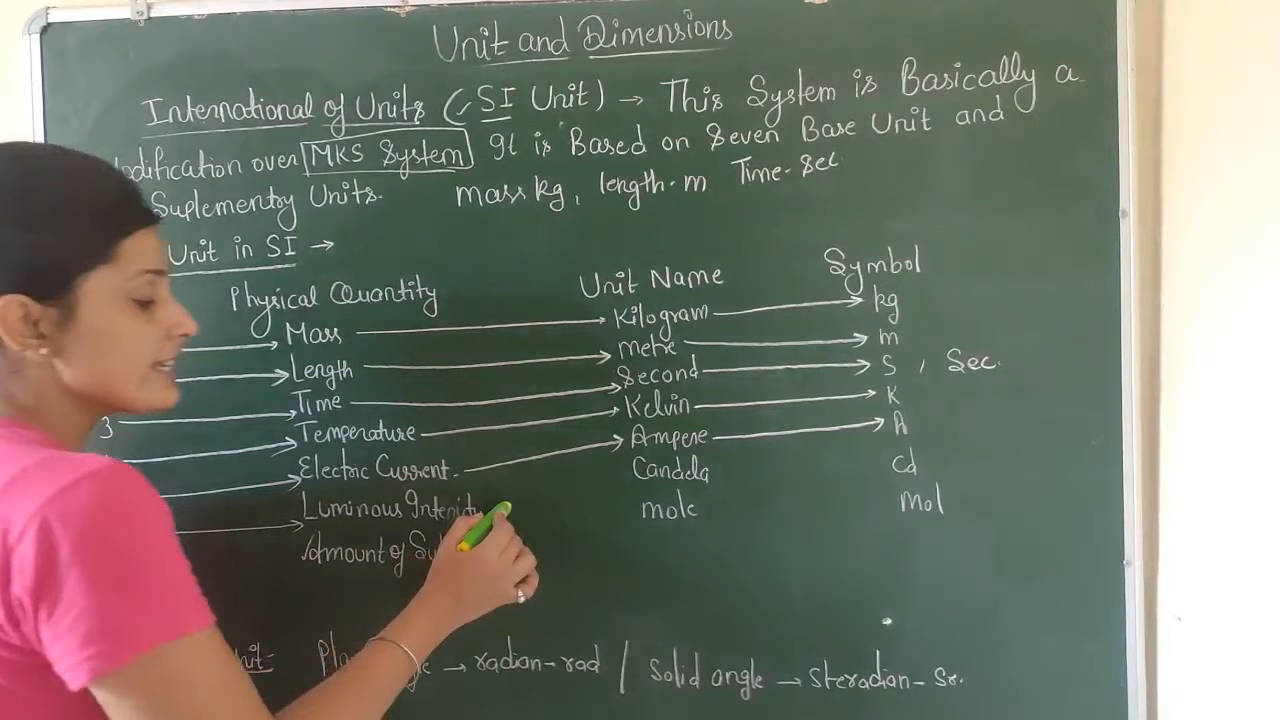 Unit and Dimensions
International of Units (SI Unit) → This System is Basically a
modification over MKS System It is Based on Seven Base Unit and
Suplementry Units. mass kg, length-m Time-sec
Unit in SI →
Physical Quantity Unit Name Symbol
Mass Kilogram kg
Length metre m
3 Time Second S, Sec.
Temperature Kelvin K
Electric Current Ampere A
Luminous Intensity Candela Cd
Amount of mole Mol
radian-rad / Solid angle → Steradian-Sr.